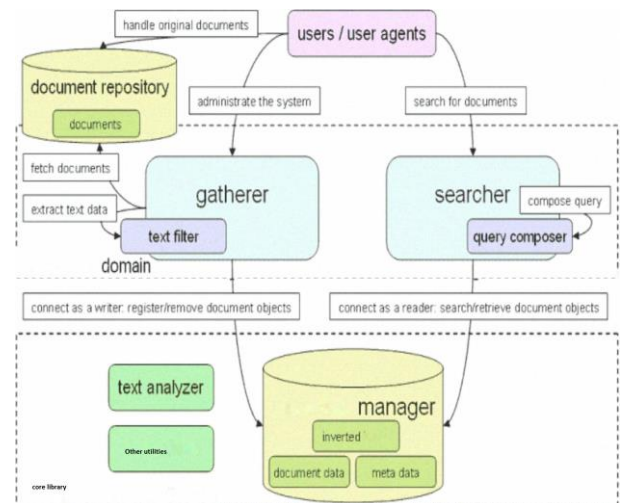 handle original documents
users / user agents
document repository
documents
administrate the system
search for documents
fetch documents
gatherer
searcher
compose query
extract text data
text filter
query composer
domain
connect as a writer: register/remove document objects
connect as a reader: search/retrieve document objects
text analyzer
manager
inverted
Other utilities
document data
meta data
core library